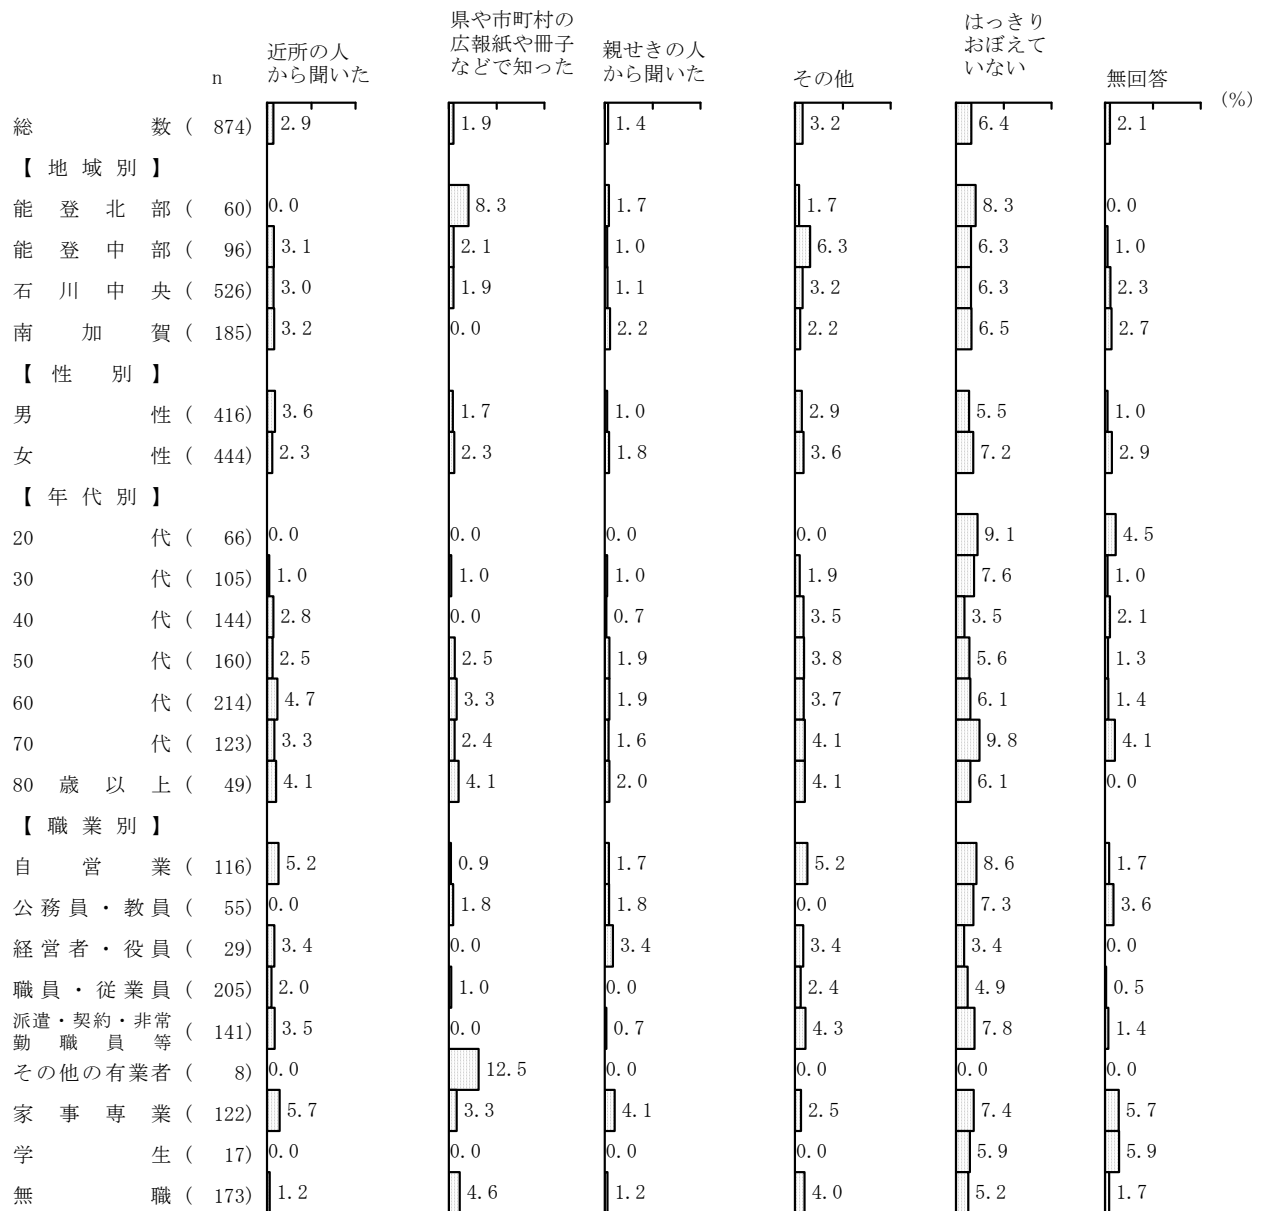 n
近所の人
から聞いた
県や市町村の
広報紙や冊子
などで知った
親せきの人
から聞いた
その他
はっきり
おぼえて
いない
無回答
(%)
総数 ( 874) 2.9 1.9 1.4 3.2 6.4 2.1
【地域別】
能登北部 ( 60) 0.0 8.3 1.7 1.7 8.3 0.0
能登中部 ( 96) 3.1 2.1 1.0 6.3 6.3 1.0
石川中央 ( 526) 3.0 1.9 1.1 3.2 6.3 2.3
南加賀 ( 185) 3.2 0.0 2.2 2.2 6.5 2.7
【性別】
男性 ( 416) 3.6 1.7 1.0 2.9 5.5 1.0
女性 ( 444) 2.3 2.3 1.8 3.6 7.2 2.9
【年代別】
20代 ( 66) 0.0 0.0 0.0 0.0 9.1 4.5
30代 ( 105) 1.0 1.0 1.0 1.9 7.6 1.0
40代 ( 144) 2.8 0.0 0.7 3.5 3.5 2.1
50代 ( 160) 2.5 2.5 1.9 3.8 5.6 1.3
60代 ( 214) 4.7 3.3 1.9 3.7 6.1 1.4
70代 ( 123) 3.3 2.4 1.6 4.1 9.8 4.1
80歳以上 ( 49) 4.1 4.1 2.0 4.1 6.1 0.0
【職業別】
自営業 ( 116) 5.2 0.9 1.7 5.2 8.6 1.7
公務員・教員 ( 55) 0.0 1.8 1.8 0.0 7.3 3.6
経営者・役員 ( 29) 3.4 0.0 3.4 3.4 3.4 0.0
職員・従業員 ( 205) 2.0 1.0 0.0 2.4 4.9 0.5
派遣・契約・非常
勤職員等 ( 141) 3.5 0.0 0.7 4.3 7.8 1.4
その他の有業者 ( 8) 0.0 12.5 0.0 0.0 0.0 0.0
家事専業 ( 122) 5.7 3.3 4.1 2.5 7.4 5.7
学生 ( 17) 0.0 0.0 0.0 0.0 5.9 5.9
無職 ( 173) 1.2 4.6 1.2 4.0 5.2 1.7